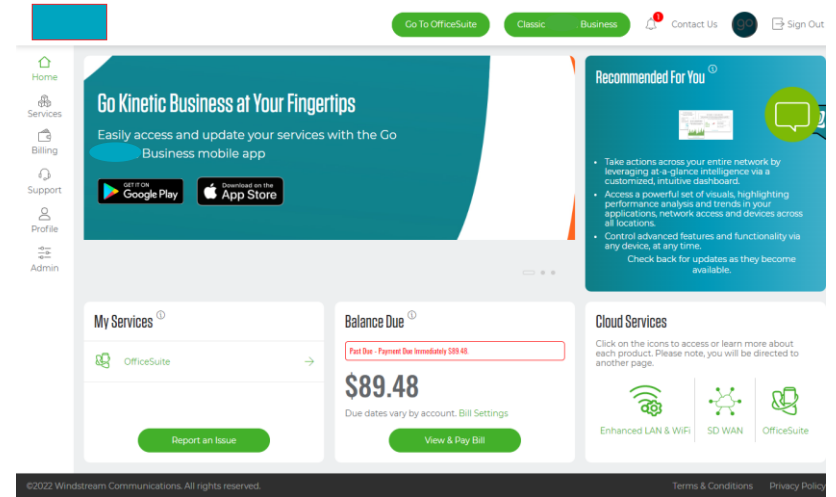 Go To OfficeSuite
Classic Business
1
Contact Us
go
Sign Out
Home
Services
Billing
Support
Profile
Admin
Go Kinetic Business at Your Fingertips
Easily access and update your services with the Go
Business mobile app
GET IT ON
Google Play
Download on the
App Store
Recommended For You
Take actions across your entire network by
leveraging at-a-glance intelligence via a
customized, intuitive dashboard.
Access a powerful set of visuals, highlighting
performance analysis and trends in your
applications, network access and devices across
all locations.
Control advanced features and functionality via
any device, at any time.
Check back for updates as they become
available.
My Services
OfficeSuite
Report an Issue
Balance Due
Past Due - Payment Due Immediately $89.48.
$89.48
Due dates vary by account. Bill Settings
View & Pay Bill
Cloud Services
Click on the icons to access or learn more about
each product. Please note, you will be directed to
another page.
Enhanced LAN & WiFi
SD WAN
OfficeSuite
©2022 Windstream Communications. All rights reserved.
Terms & Conditions
Privacy Policy